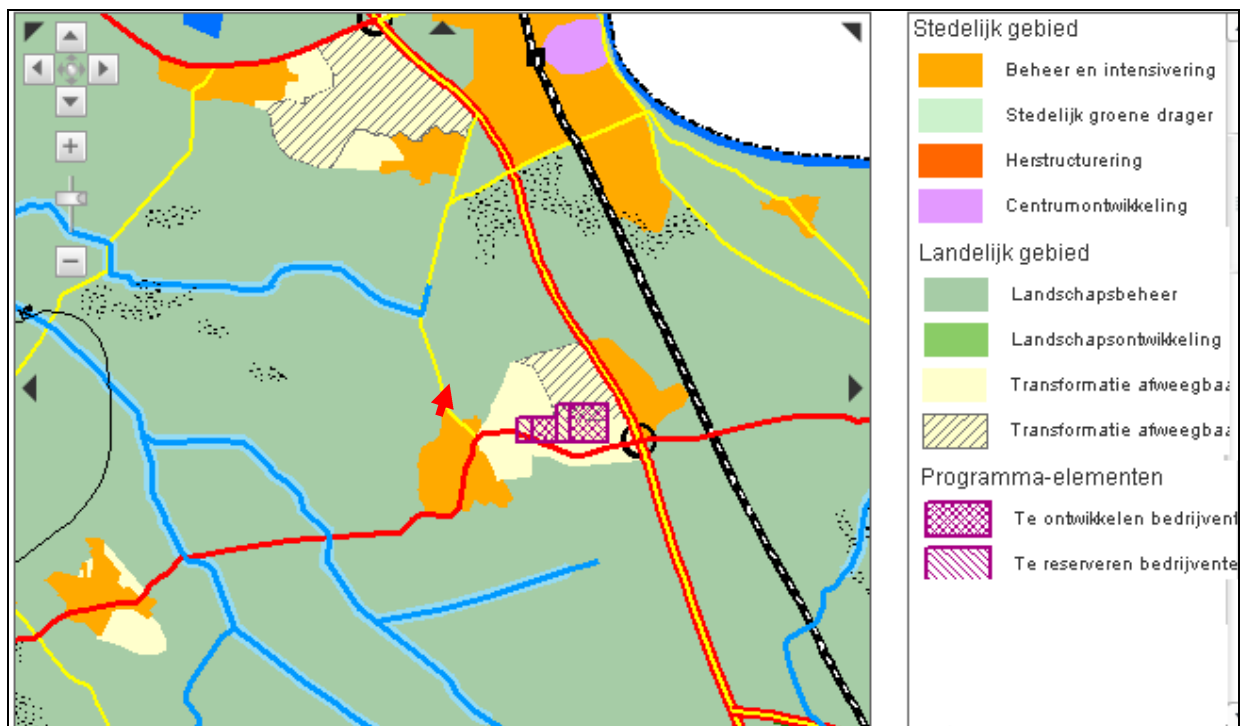 Stedelijk gebied
Beheer en intensivering
Stedelijk groene drager
Herstructurering
Centrumontwikkeling
Landelijk gebied
Landschapsbeheer
Landschapsontwikkeling
Transformatie afweegbaa
Transformatie afweegbaa
Programma-elementen
Te ontwikkelen bedrijvent
Te reserveren bedrijvente